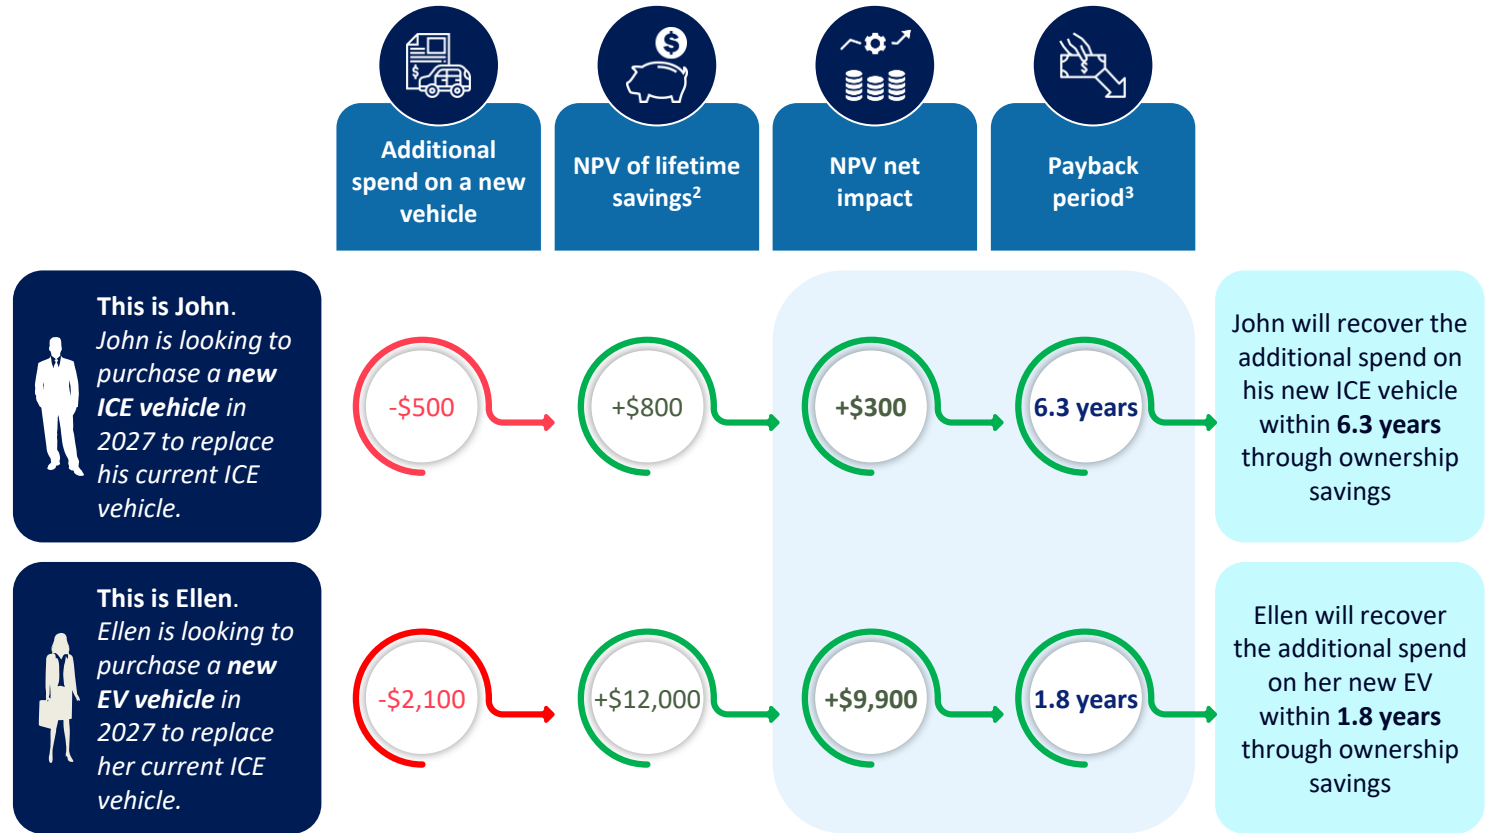 Additional
spend on a new
vehicle
NPV of lifetime
savings2
NPV net
impact
Payback
period3
This is John.
John is looking to
purchase a new
ICE vehicle in
2027 to replace
his current ICE
vehicle.
-$500
+$800
+$300
6.3 years
John will recover the
additional spend on
his new ICE vehicle
within 6.3 years
through ownership
savings
This is Ellen.
Ellen is looking to
purchase a new
EV vehicle in
2027 to replace
her current ICE
vehicle.
-$2,100
+$12,000
+$9,900
1.8 years
Ellen will recover
the additional spend
on her new EV
within 1.8 years
through ownership
savings